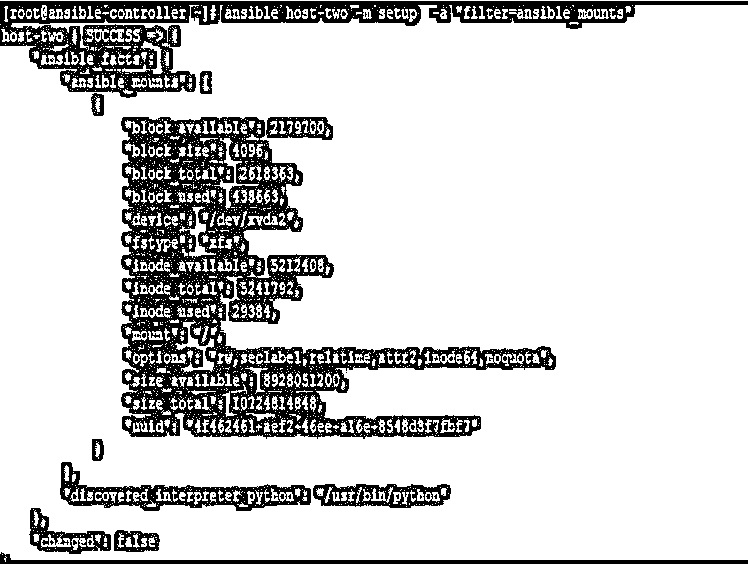 [root@ansible-controller ~]# ansible host-two -m setup -a "filter=ansible_mounts"
host-two | SUCCESS => {
"ansible_facts": {
"ansible_mounts": [
{
"block_available": 2179700,
"block_size": 4096,
"block_total": 2618363,
"block_used": 438663,
"device": "/dev/xvda2",
"fstype": "xfs",
"inode_available": 5212408,
"inode_total": 5241792,
"inode_used": 29384,
"mount": "/",
"options": "rw,seclabel,relatime,attr2,inode64,noquota",
"size_available": 8928051200,
"size_total": 10724814848,
"uuid": "4f462461-aef2-46ee-a16e-8548d9f7fbf7"
}
],
"discovered_interpreter_python": "/usr/bin/python"
},
"changed": false